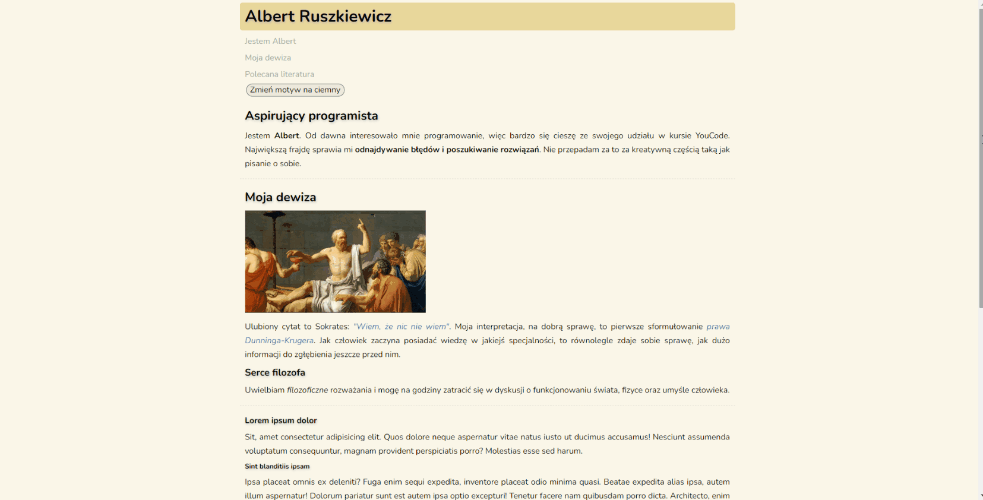 Albert Ruszkiewicz
Jestem Albert
Moja dewiza
Polecana literatura
Zmień motyw na ciemny
Aspirujący programista
Jestem Albert. Od dawna interesowało mnie programowanie, więc bardzo się cieszę ze swojego udziału w kursie YouCode.
Największą frajdę sprawia mi odnajdywanie błędów i poszukiwanie rozwiązań. Nie przepadam za to za kreatywną częścią taką jak
pisanie o sobie.
Moja dewiza
Ulubiony cytat to Sokrates: "Wiem, że nic nie wiem". Moja interpretacja, na dobrą sprawę, to pierwsze sformułowanie prawa
Dunninga-Krugera. Jak człowiek zaczyna posiadać wiedzę w jakiejś specjalności, to równolegle zdaje sobie sprawę, jak dużo
informacji do zgłębienia jeszcze przed nim.
Serce filozofa
Uwielbiam filozoficzne rozważania i mogę na godziny zatracić się w dyskusji o funkcjonowaniu świata, fizyce oraz umyśle człowieka.
Lorem ipsum dolor
Sit, amet consectetur adipisicing elit. Quos dolore neque aspernatur vitae natus iusto ut ducimus accusamus! Nesciunt assumenda
voluptatum consequuntur, magnam provident perspiciatis porro? Molestias esse sed harum.
Sint blanditiis ipsam
Ipsa placeat omnis ex deleniti? Fuga enim sequi expedita, inventore placeat odio minima quasi. Beatae expedita alias ipsa, autem
illum aspernatur! Dolorum pariatur sunt est autem ipsa optio excepturi! Tenetur facere nam quibusdam porro dicta. Architecto, enim